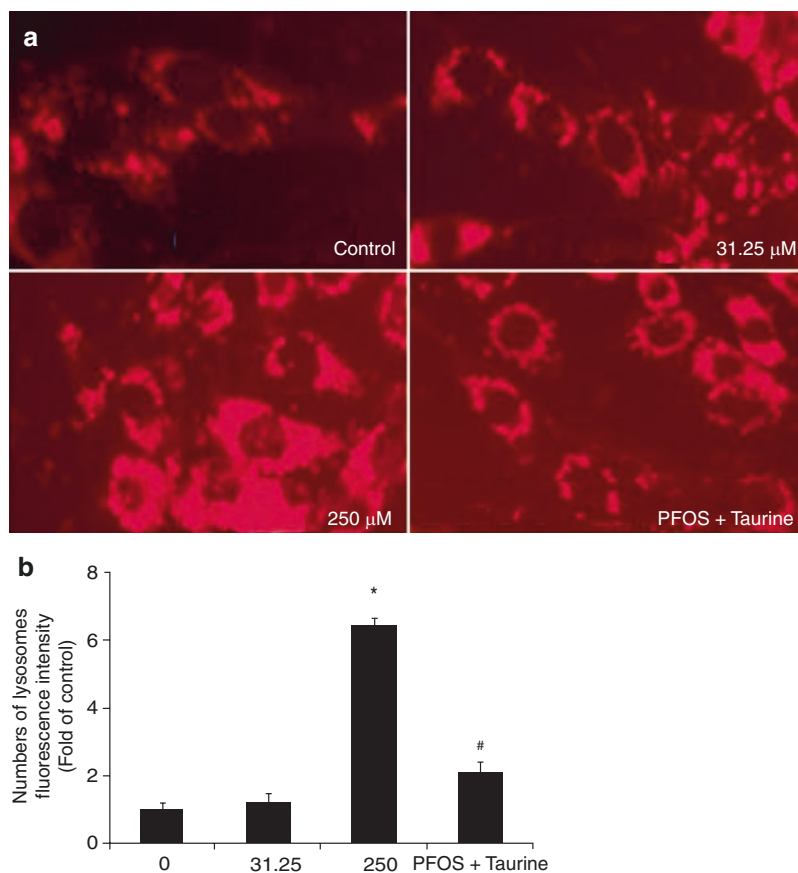 a
Control
31.25 μM
250 μM
PFOS + Taurine
b
Numbers of lysosomes
fluorescence intensity
(Fold of control)
8
6
4
2
0
*
#
0
31.25
250
PFOS + Taurine